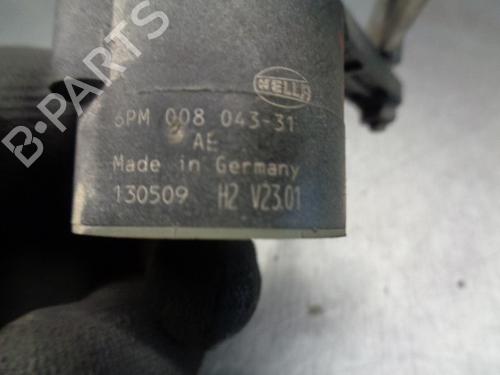 B-PARTS
HELLA
6PM 008 043-31
AE
Made in Germany
130509 H2 V23.01